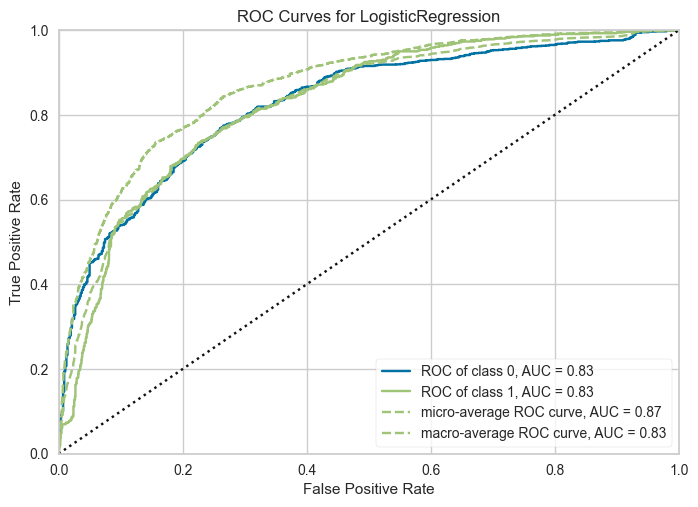 ROC Curves for LogisticRegression
1.0
0.8
0.6
0.4
0.2
0.0
True Positive Rate
ROC of class 0, AUC = 0.83
ROC of class 1, AUC = 0.83
micro-average ROC curve, AUC = 0.87
macro-average ROC curve, AUC = 0.83
0.0 0.2 0.4 0.6 0.8 1.0
False Positive Rate